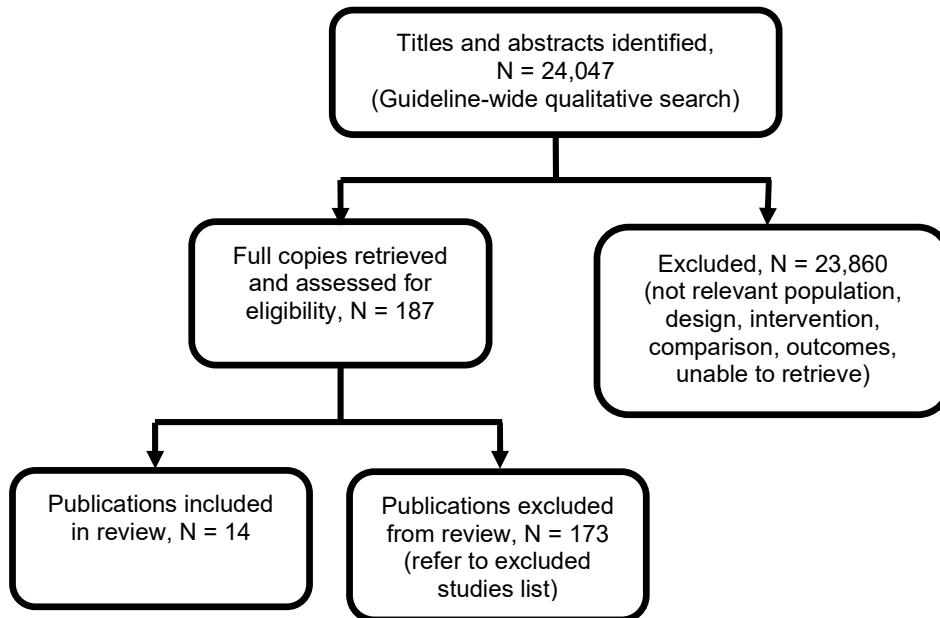 Titles and abstracts identified,
N = 24,047
(Guideline-wide qualitative search)
Full copies retrieved
and assessed for
eligibility, N = 187
Excluded, N = 23,860
(not relevant population,
design, intervention,
comparison, outcomes,
unable to retrieve)
Publications included
in review, N = 14
Publications excluded
from review, N = 173
(refer to excluded
studies list)